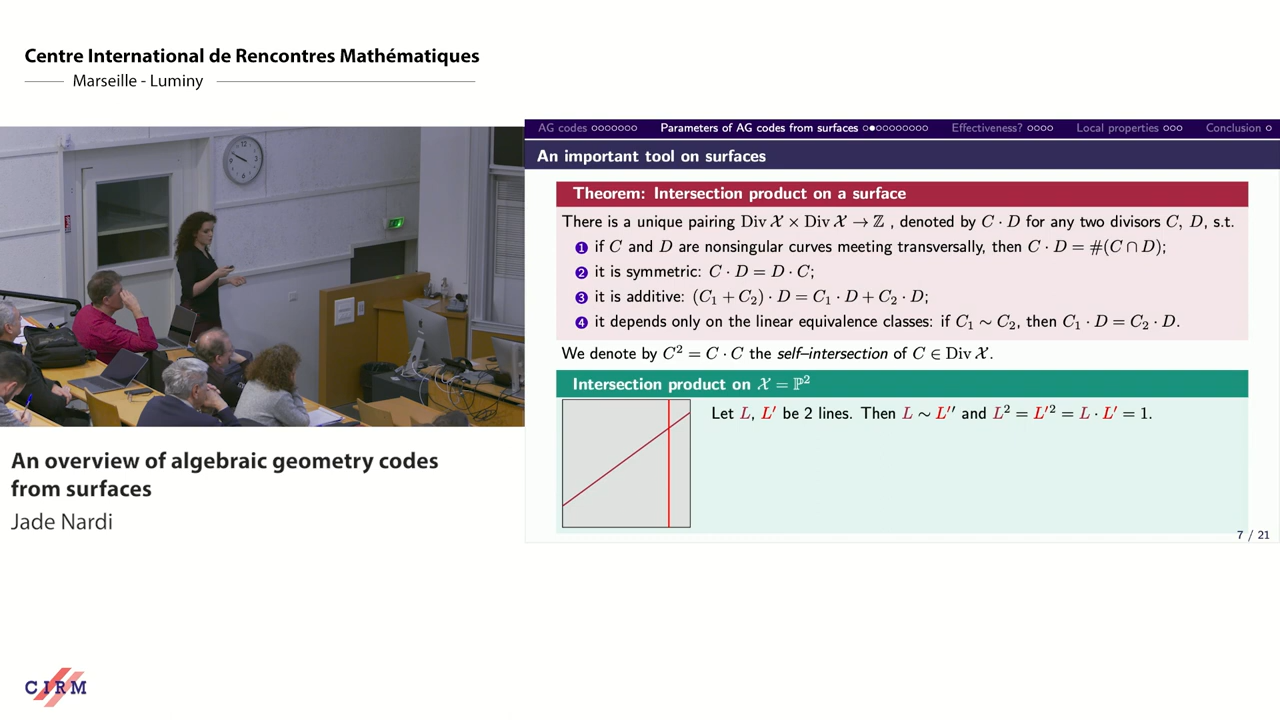 Centre International de Rencontres Mathématiques
Marseille - Luminy
AG codes
Parameters of AG codes from surfaces
Effectiveness?
Local properties
Conclusion
An important tool on surfaces
Theorem: Intersection product on a surface
There is a unique pairing Div 𝒳 × Div 𝒳 → ℤ , denoted by C · D for any two divisors C, D, s.t.
1 if C and D are nonsingular curves meeting transversally, then C · D = #(C ∩ D);
2 it is symmetric: C · D = D · C;
3 it is additive: (C₁ + C₂) · D = C₁ · D + C₂ · D;
4 it depends only on the linear equivalence classes: if C₁ ∼ C₂, then C₁ · D = C₂ · D.
We denote by C² = C · C the self–intersection of C ∈ Div 𝒳.
Intersection product on 𝒳 = ℙ²
Let L, L′ be 2 lines. Then L ∼ L′′ and L² = L′² = L · L′ = 1.
7 / 21
An overview of algebraic geometry codes
from surfaces
Jade Nardi
CIRM